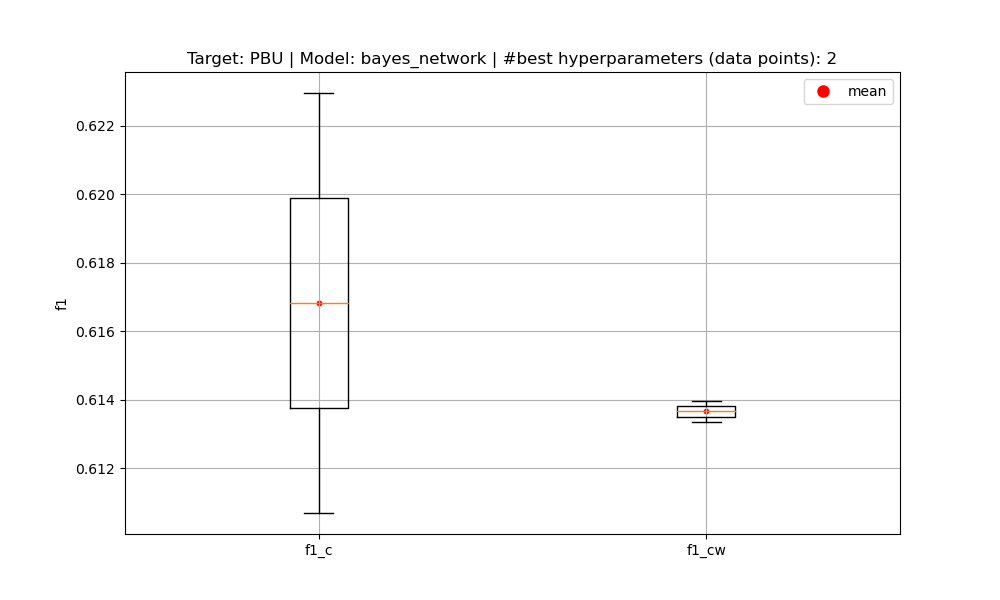 Target: PBU | Model: bayes_network | #best hyperparameters (data points): 2
mean
0.622
0.620
0.618
0.616
0.614
0.612
f1
f1_c
f1_cw